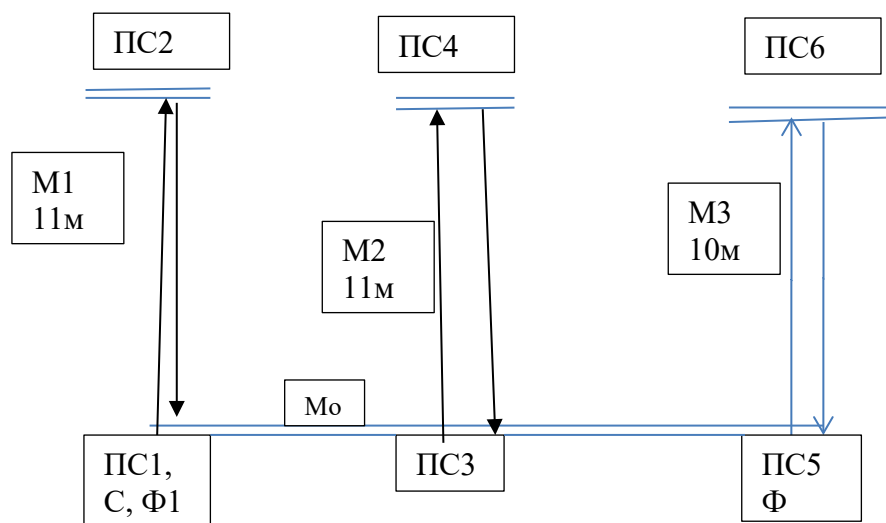 ПС2
ПС4
ПС6
М1
11м
М2
11м
М3
10м
Мо
ПС1,
С, Ф1
ПС3
ПС5
Ф